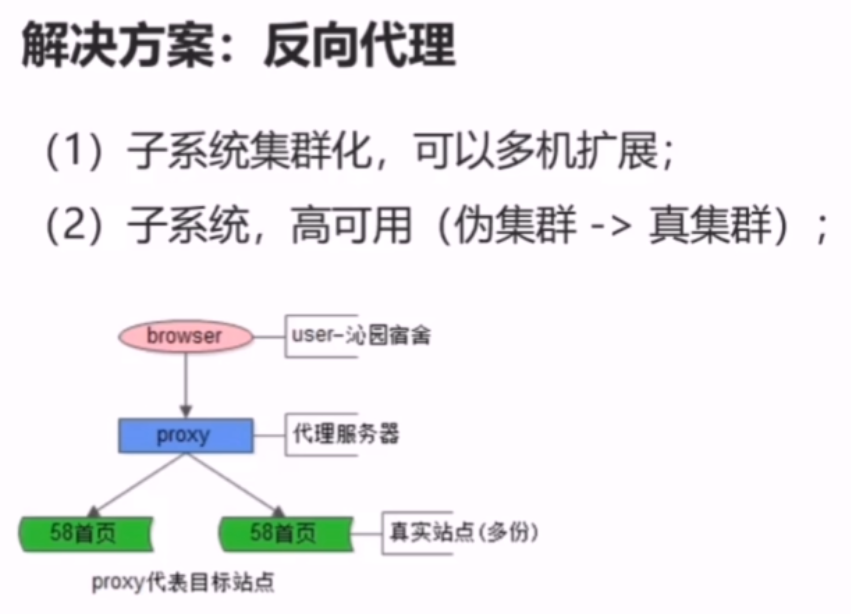 解决方案：反向代理
（1）子系统集群化，可以多机扩展；
（2）子系统，高可用（伪集群 -> 真集群）；
browser
user-沁园宿舍
proxy
代理服务器
58首页
58首页
真实站点(多份)
proxy代表目标站点